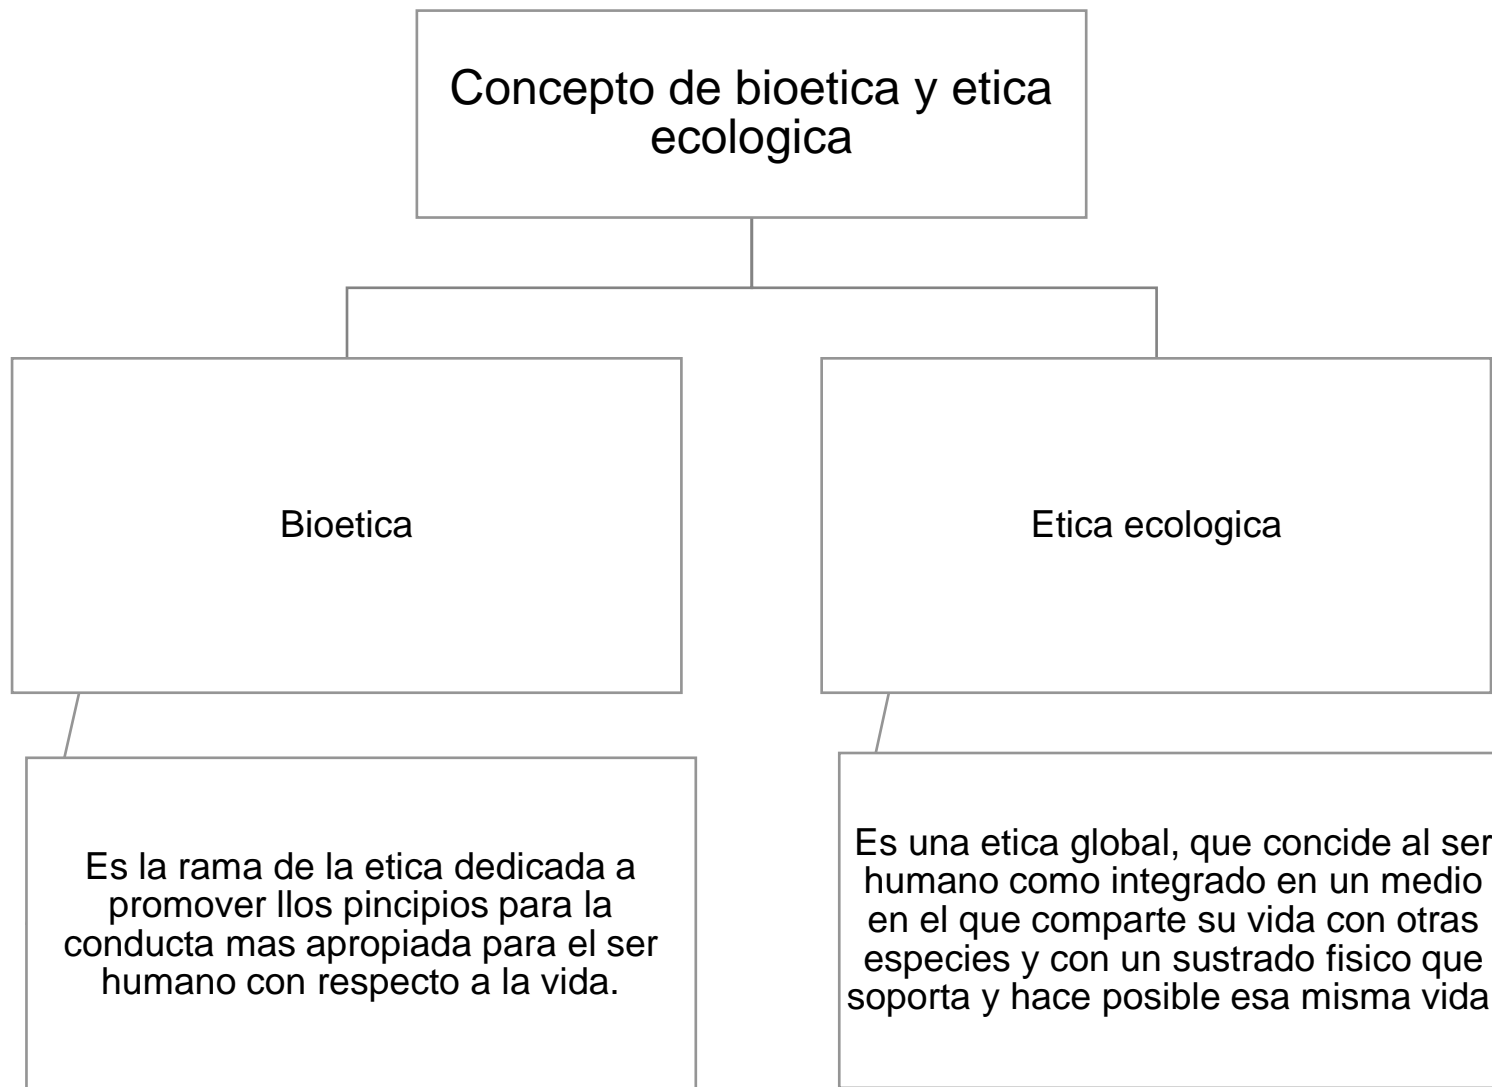 Concepto de bioetica y etica
ecologica
Bioetica
Etica ecologica
Es la rama de la etica dedicada a
promover llos pincipios para la
conducta mas apropiada para el ser
humano con respecto a la vida.
Es una etica global, que concide al ser
humano como integrado en un medio
en el que comparte su vida con otras
especies y con un sustrado fisico que
soporta y hace posible esa misma vida